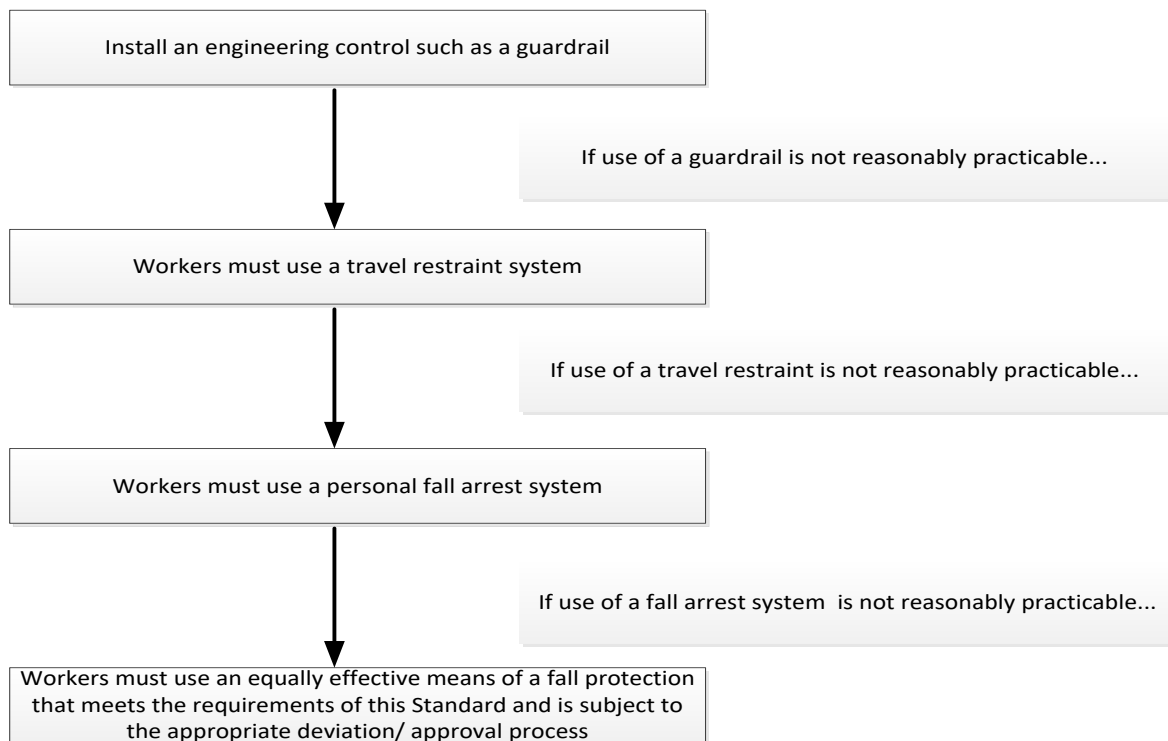 Install an engineering control such as a guardrail
If use of a guardrail is not reasonably practicable...
Workers must use a travel restraint system
If use of a travel restraint is not reasonably practicable...
Workers must use a personal fall arrest system
If use of a fall arrest system  is not reasonably practicable...
Workers must use an equally effective means of a fall protection
that meets the requirements of this Standard and is subject to
the appropriate deviation/ approval process